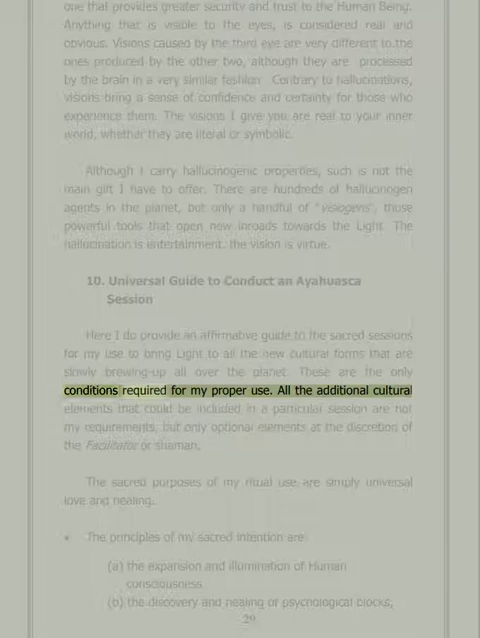 one that provides greater security and trust to the Human Being.
Anything that is visible to the eyes, is considered real and
obvious. Visions caused by the third eye are very different to the
ones produced by the other two, although they are processed
by the brain in a very similar fashion. Contrary to hallucinations,
visions bring a sense of confidence and certainty for those who
experience them. The visions I give you are real to your inner
world, whether they are literal or symbolic.
Although I carry hallucinogenic properties, such is not the
main gift I have to offer. There are hundreds of hallucinogen
agents in the planet, but only a handful of "visiogens", those
powerful tools that open new inroads towards the Light. The
hallucination is entertainment: the vision is virtue.
10. Universal Guide to Conduct an Ayahuasca
Session
Here I do provide an affirmative guide to the sacred sessions
for my use to bring Light to all the new cultural forms that are
slowly brewing-up all over the planet. These are the only
conditions required for my proper use. All the additional cultural
elements that could be included in a particular session are not
my requirements, but only optional elements at the discretion of
the Facilitator or shaman.
The sacred purposes of my ritual use are simply universal
love and healing.
• The principles of my sacred intention are:
(a) the expansion and illumination of Human
consciousness
(b) the discovery and healing of psychological blocks,
- 29 -